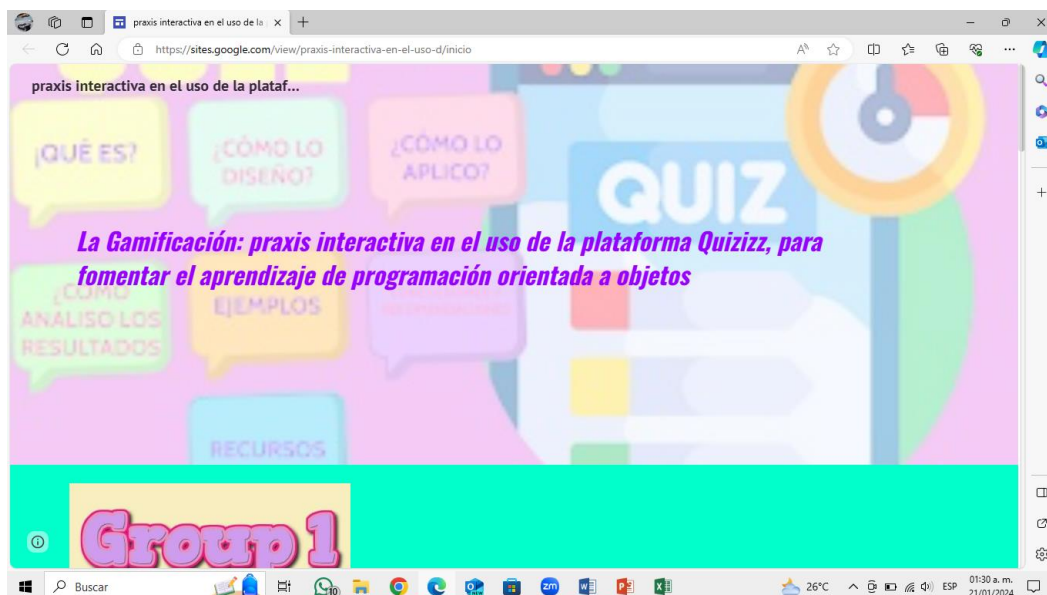 praxis interactiva en el uso de la
https://sites.google.com/view/praxis-interactiva-en-el-uso-d/inicio
praxis interactiva en el uso de la plataf...
¡QUÉ ES?
¿CÓMO LO
DISEÑO?
¿CÓMO LO
APLICO?
QUIZ
La Gamificación: praxis interactiva en el uso de la plataforma Quizizz, para
fomentar el aprendizaje de programación orientada a objetos
¿CÓMO
ANÁLISO LOS
RESULTADOS
EJEMPLOS
RECURSOS
Group 1
Buscar
10
zm
26°C
ESP
01:30 a. m.
21/01/2024